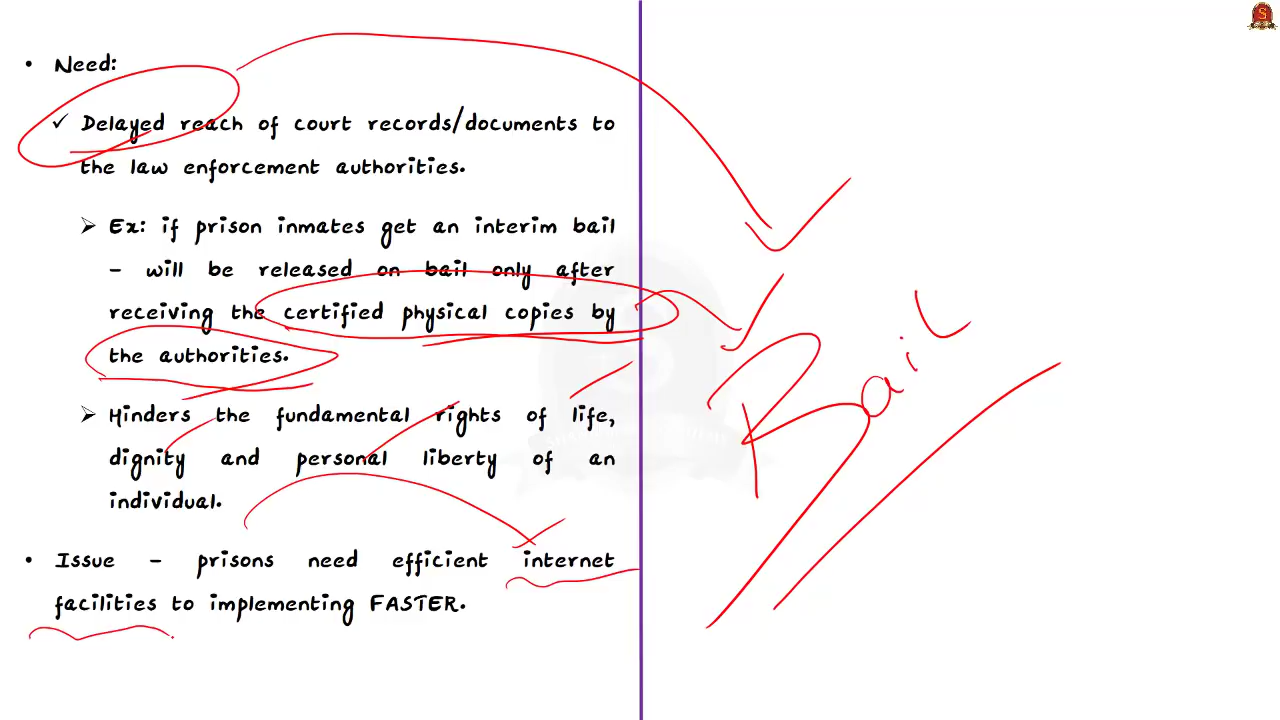 • Need:
✓ Delayed reach of court records/documents to
the law enforcement authorities.
➢ Ex: if prison inmates get an interim bail
– will be released on bail only after
receiving the certified physical copies by
the authorities.
➢ Hinders the fundamental rights of life,
dignity and personal liberty of an
individual.
• Issue – prisons need efficient internet
facilities to implementing FASTER.
Bail